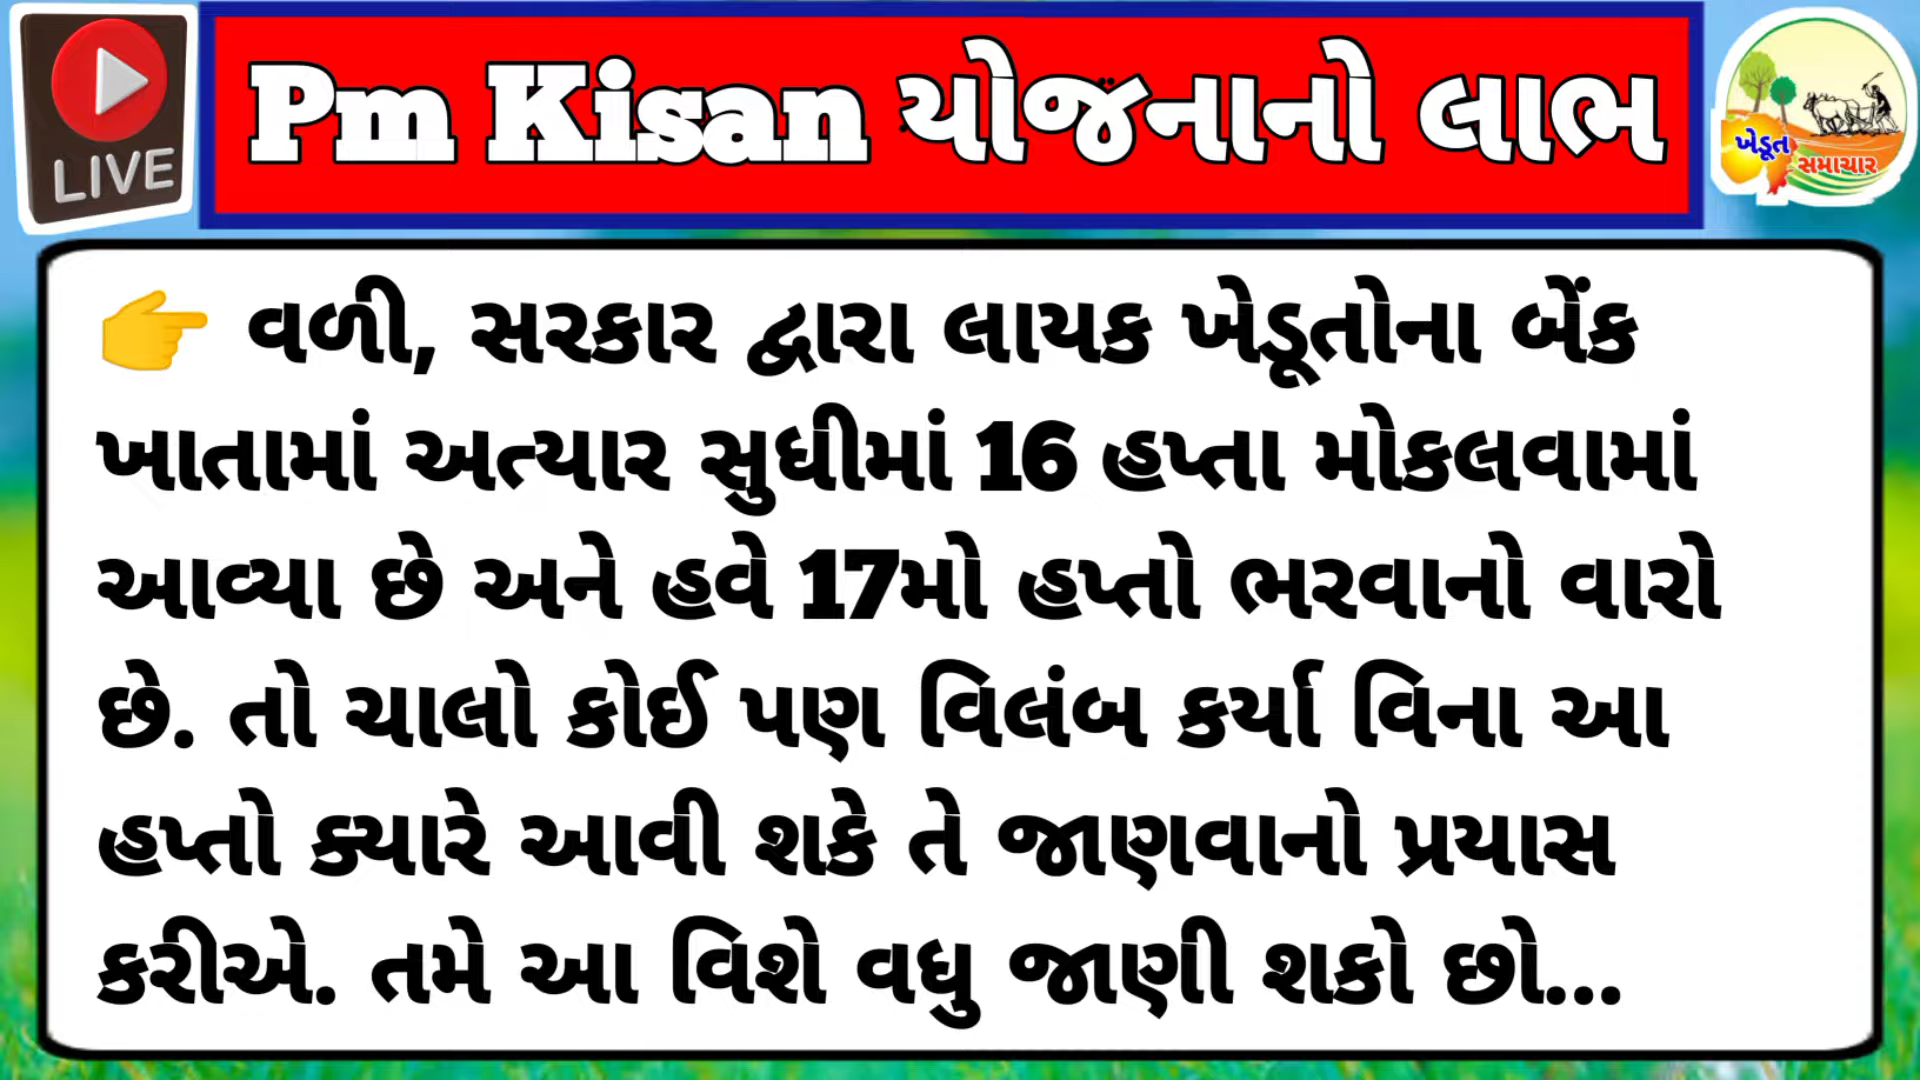 LIVE
Pm Kisan યોજનાનો લાભ
ખેડૂત
સમાચાર
👉 વળી, સરકાર દ્વારા લાયક ખેડૂતોના બેંક
ખાતામાં અત્યાર સુધીમાં 16 હપ્તા મોકલવામાં
આવ્યા છે અને હવે 17મો હપ્તો ભરવાનો વારો
છે. તો ચાલો કોઈ પણ વિલંબ કર્યા વિના આ
હપ્તો ક્યારે આવી શકે તે જાણવાનો પ્રયાસ
કરીએ. તમે આ વિશે વધુ જાણી શકો છો...